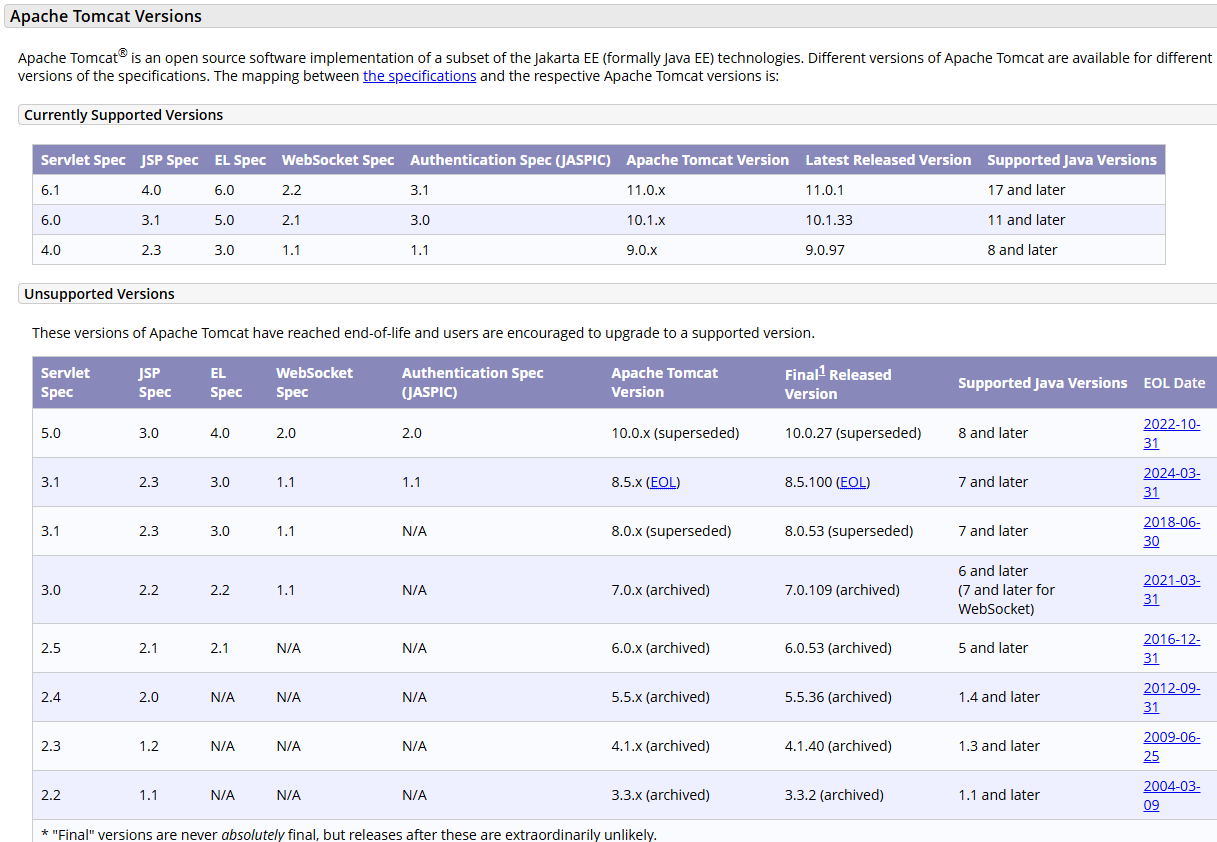 Apache Tomcat Versions
Apache Tomcat® is an open source software implementation of a subset of the Jakarta EE (formally Java EE) technologies. Different versions of Apache Tomcat are available for different
versions of the specifications. The mapping between the specifications and the respective Apache Tomcat versions is:
Currently Supported Versions
Servlet Spec JSP Spec EL Spec WebSocket Spec Authentication Spec (JASPIC) Apache Tomcat Version Latest Released Version Supported Java Versions
6.1 4.0 6.0 2.2 3.1 11.0.x 11.0.1 17 and later
6.0 3.1 5.0 2.1 3.0 10.1.x 10.1.33 11 and later
4.0 2.3 3.0 1.1 1.1 9.0.x 9.0.97 8 and later
Unsupported Versions
These versions of Apache Tomcat have reached end-of-life and users are encouraged to upgrade to a supported version.
Servlet Spec JSP Spec EL Spec WebSocket Spec Authentication Spec (JASPIC) Apache Tomcat Version Final1 Released Version Supported Java Versions EOL Date
5.0 3.0 4.0 2.0 2.0 10.0.x (superseded) 10.0.27 (superseded) 8 and later 2022-10-31
3.1 2.3 3.0 1.1 1.1 8.5.x (EOL) 8.5.100 (EOL) 7 and later 2024-03-31
3.1 2.3 3.0 1.1 N/A 8.0.x (superseded) 8.0.53 (superseded) 7 and later 2018-06-30
3.0 2.2 2.2 1.1 N/A 7.0.x (archived) 7.0.109 (archived) 6 and later (7 and later for WebSocket) 2021-03-31
2.5 2.1 2.1 N/A N/A 6.0.x (archived) 6.0.53 (archived) 5 and later 2016-12-31
2.4 2.0 N/A N/A N/A 5.5.x (archived) 5.5.36 (archived) 1.4 and later 2012-09-31
2.3 1.2 N/A N/A N/A 4.1.x (archived) 4.1.40 (archived) 1.3 and later 2009-06-25
2.2 1.1 N/A N/A N/A 3.3.x (archived) 3.3.2 (archived) 1.1 and later 2004-03-09
* "Final" versions are never absolutely final, but releases after these are extraordinarily unlikely.